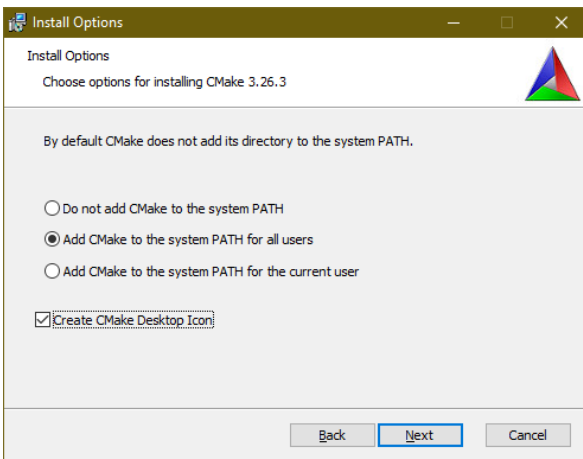 Install Options
Install Options
Choose options for installing CMake 3.26.3
By default CMake does not add its directory to the system PATH.
Do not add CMake to the system PATH
Add CMake to the system PATH for all users
Add CMake to the system PATH for the current user
Create CMake Desktop Icon
Back Next Cancel